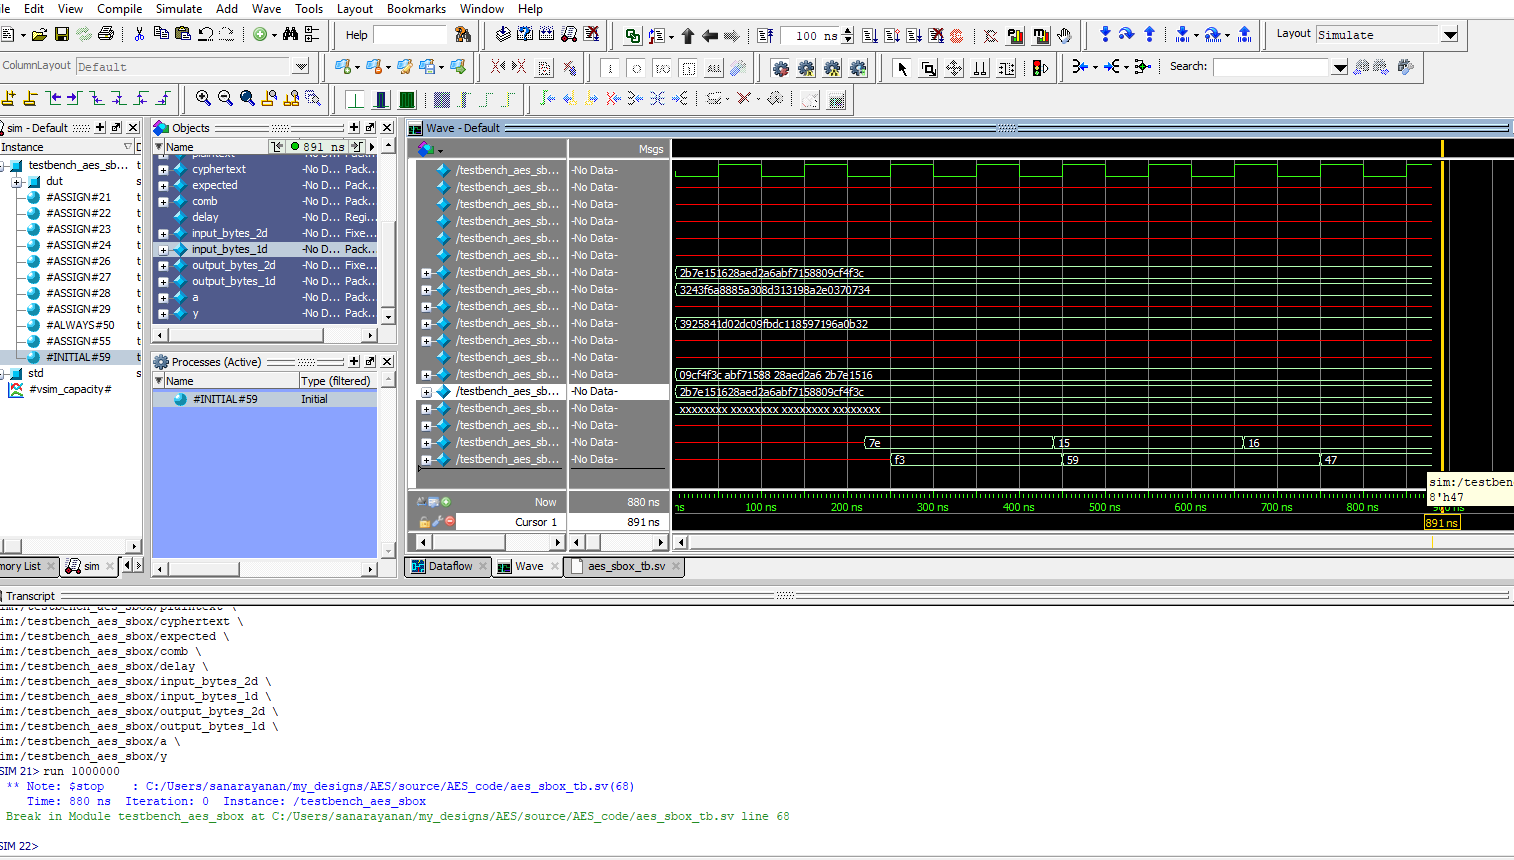 le Edit View Compile Simulate Add Wave Tools Layout Bookmarks Window Help
Help
100 ns
Layout Simulate
ColumnLayout Default
Search:
sim - Default
Instance
testbench_aes_sb... t
dut s
#ASSIGN#21 t
#ASSIGN#22 t
#ASSIGN#23 t
#ASSIGN#24 t
#ASSIGN#26 t
#ASSIGN#27 t
#ASSIGN#28 t
#ASSIGN#29 t
#ALWAYS#50 t
#ASSIGN#55 t
#INITIAL#59 t
std s
#vsim_capacity#
mory List sim
Objects
Name 891 ns
plaintext -No D... Pack...
cyphertext -No D... Pack...
expected -No D... Pack...
comb -No D... Pack...
delay -No D... Regi...
input_bytes_2d -No D... Fixe...
input_bytes_1d -No D... Pack...
output_bytes_2d -No D... Fixe...
output_bytes_1d -No D... Pack...
a -No D... Pack...
y -No D... Pack...
Processes (Active)
Name Type (filtered)
#INITIAL#59 Initial
Wave - Default
Msgs
/testbench_aes_sb... -No Data-
/testbench_aes_sb... -No Data-
/testbench_aes_sb... -No Data-
/testbench_aes_sb... -No Data-
/testbench_aes_sb... -No Data-
/testbench_aes_sb... -No Data-
/testbench_aes_sb... -No Data- 2b7e151628aed2a6abf7158809cf4f3c
/testbench_aes_sb... -No Data- 3243f6a8885a308d313198a2e0370734
/testbench_aes_sb... -No Data-
/testbench_aes_sb... -No Data- 3925841d02dc09fbdc118597196a0b32
/testbench_aes_sb... -No Data-
/testbench_aes_sb... -No Data-
/testbench_aes_sb... -No Data- 09cf4f3c abf71588 28aed2a6 2b7e1516
/testbench_aes_sb... -No Data- 2b7e151628aed2a6abf7158809cf4f3c
/testbench_aes_sb... -No Data- xxxxxxxx xxxxxxxx xxxxxxxx xxxxxxxx
/testbench_aes_sb... -No Data-
/testbench_aes_sb... -No Data- 7e 15 16
/testbench_aes_sb... -No Data- f3 59 47
sim:/testbenc
8'h47
Now 880 ns ns 100 ns 200 ns 300 ns 400 ns 500 ns 600 ns 700 ns 800 ns
Cursor 1 891 ns 891 ns
Dataflow Wave aes_sbox_tb.sv
Transcript
im:/testbench_aes_sbox/plaintext \
im:/testbench_aes_sbox/cyphertext \
im:/testbench_aes_sbox/expected \
im:/testbench_aes_sbox/comb \
im:/testbench_aes_sbox/delay \
im:/testbench_aes_sbox/input_bytes_2d \
im:/testbench_aes_sbox/input_bytes_1d \
im:/testbench_aes_sbox/output_bytes_2d \
im:/testbench_aes_sbox/output_bytes_1d \
im:/testbench_aes_sbox/a \
im:/testbench_aes_sbox/y
SIM 21> run 1000000
** Note: $stop : C:/Users/sanarayanan/my_designs/AES/source/AES_code/aes_sbox_tb.sv(68)
Time: 880 ns Iteration: 0 Instance: /testbench_aes_sbox
Break in Module testbench_aes_sbox at C:/Users/sanarayanan/my_designs/AES/source/AES_code/aes_sbox_tb.sv line 68
SIM 22>